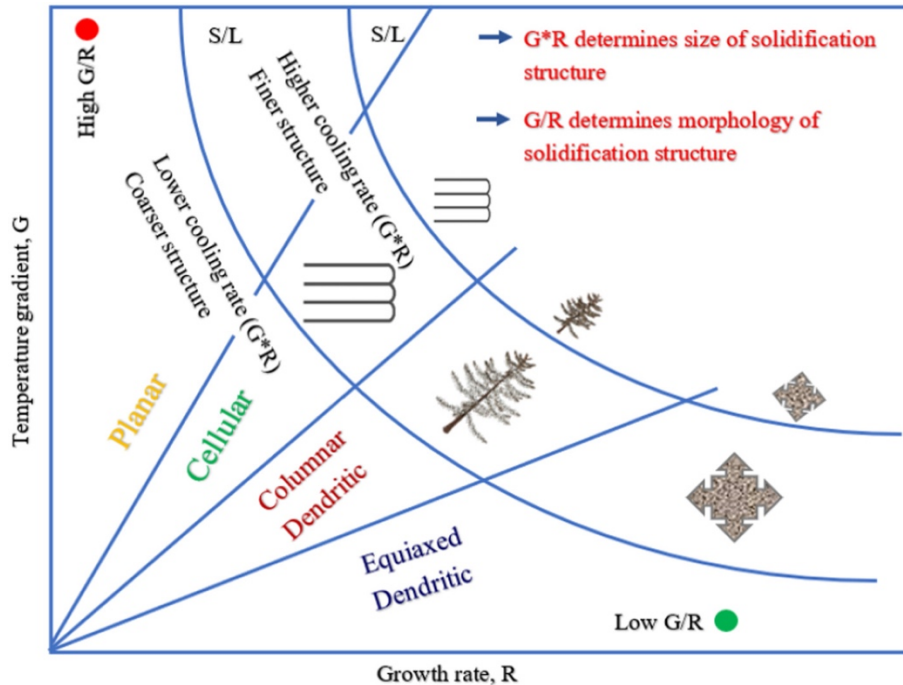 High G/R
S/L
S/L
G*R determines size of solidification
structure
G/R determines morphology of
solidification structure
Higher cooling rate (G*R)
Finer structure
Lower cooling rate (G*R)
Coarser structure
Temperature gradient, G
Planar
Cellular
Columnar
Dendritic
Equiaxed
Dendritic
Low G/R
Growth rate, R